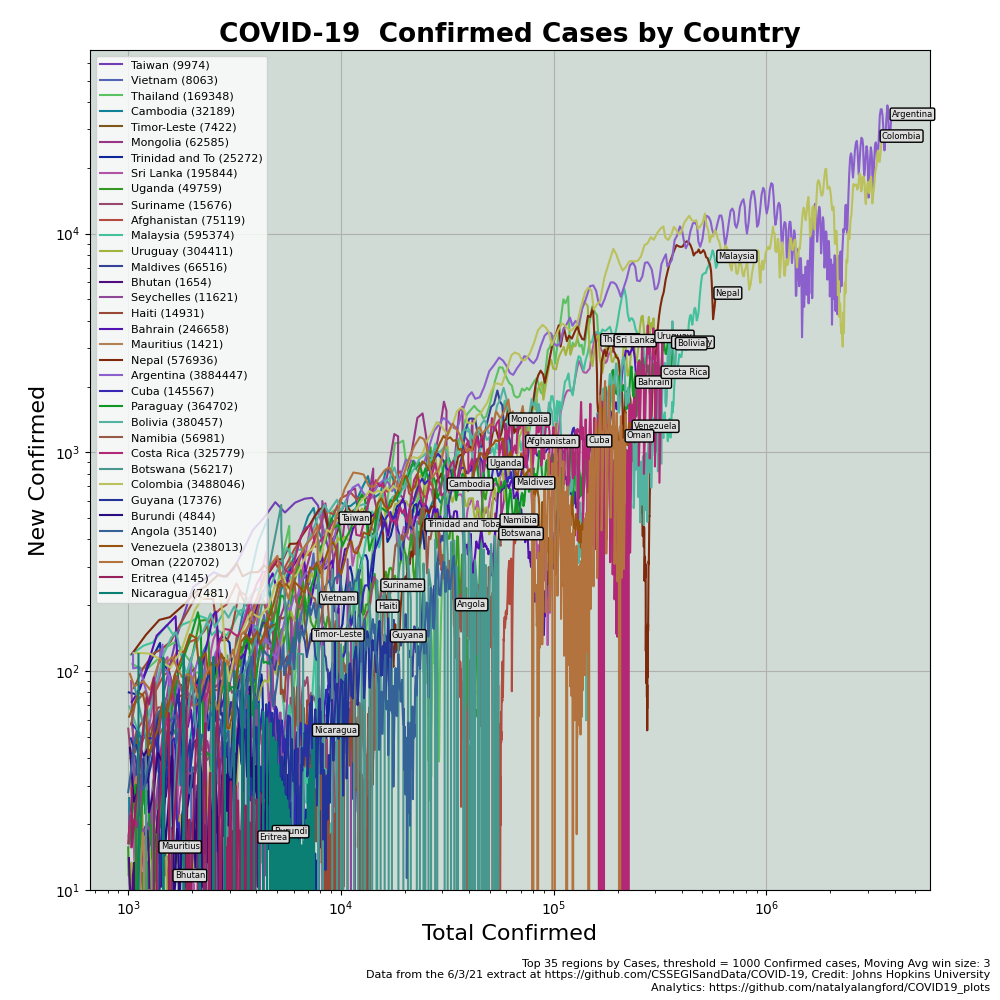 COVID-19  Confirmed Cases by Country
Taiwan (9974)
Vietnam (8063)
Thailand (169348)
Cambodia (32189)
Timor-Leste (7422)
Mongolia (62585)
Trinidad and To (25272)
Sri Lanka (195844)
Uganda (49759)
Suriname (15676)
Afghanistan (75119)
Malaysia (595374)
Uruguay (304411)
Maldives (66516)
Bhutan (1654)
Seychelles (11621)
Haiti (14931)
Bahrain (246658)
Mauritius (1421)
Nepal (576936)
Argentina (3884447)
Cuba (145567)
Paraguay (364702)
Bolivia (380457)
Namibia (56981)
Costa Rica (325779)
Botswana (56217)
Colombia (3488046)
Guyana (17376)
Burundi (4844)
Angola (35140)
Venezuela (238013)
Oman (220702)
Eritrea (4145)
Nicaragua (7481)
Argentina
Colombia
Malaysia
Nepal
Sri Lanka
Bolivia
Costa Rica
Bahrain
Mongolia
Venezuela
Oman
Afghanistan
Cuba
Uganda
Cambodia
Maldives
Taiwan
Trinidad and Toba
Namibia
Botswana
Suriname
Vietnam
Haiti
Angola
Timor-Leste
Guyana
Nicaragua
Eritrea
Mauritius
Bhutan
10⁴
10³
10²
10¹
New Confirmed
10³ 10⁴ 10⁵ 10⁶
Total Confirmed
Top 35 regions by Cases, threshold = 1000 Confirmed cases, Moving Avg win size: 3
Data from the 6/3/21 extract at https://github.com/CSSEGISandData/COVID-19, Credit: Johns Hopkins University
Analytics: https://github.com/natalyalangford/COVID19_plots